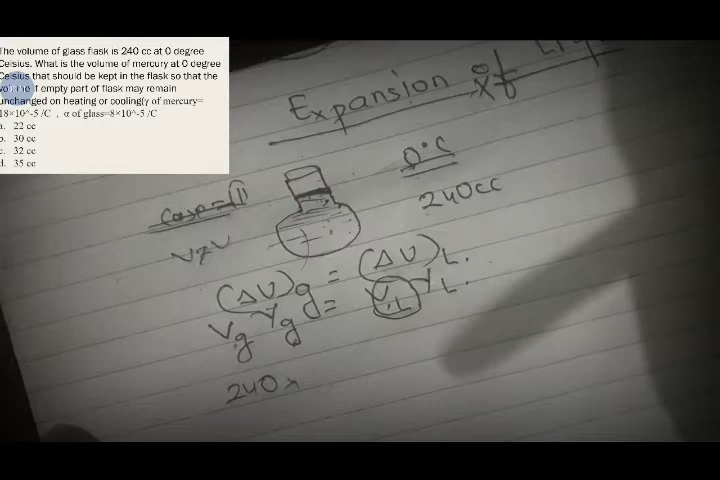 The volume of glass flask is 240 cc at 0 degree
Celsius. What is the volume of mercury at 0 degree
Celsius that should be kept in the flask so that the
if empty part of flask may remain
unchanged on heating or cooling(γ of mercury=
18×10^-5 /C , α of glass=8×10^-5 /C
a. 22 cc
b. 30 cc
c. 32 cc
d. 35 cc
Expansion of
0°C
240cc
Case = II
(ΔV)g = (ΔV)L.
Vg γg = VL γL.
240 ×